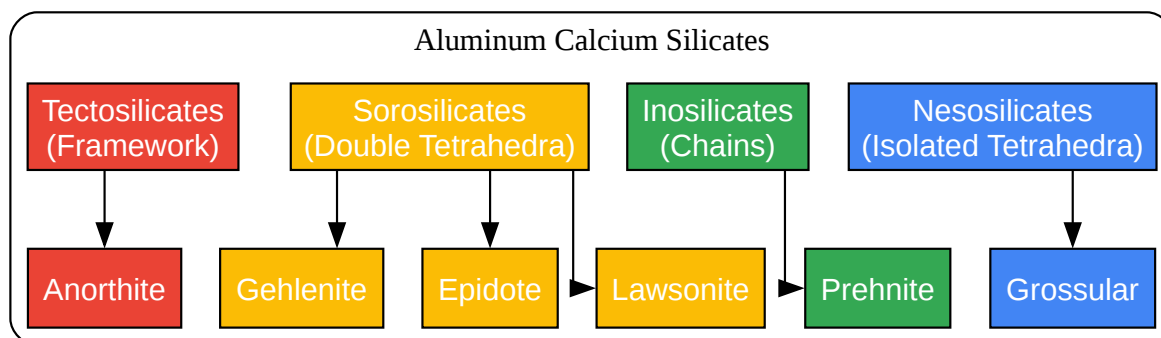 Aluminum Calcium Silicates
Tectosilicates
(Framework)
Sorosilicates
(Double Tetrahedra)
Inosilicates
(Chains)
Nesosilicates
(Isolated Tetrahedra)
Anorthite
Gehlenite
Epidote
Lawsonite
Prehnite
Grossular